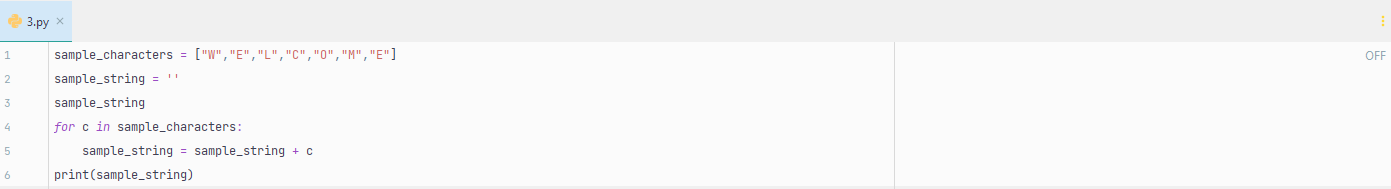 3.py
OFF
1 sample_characters = ["W","E","L","C","O","M","E"]
2 sample_string = ''
3 sample_string
4 for c in sample_characters:
5     sample_string = sample_string + c
6 print(sample_string)